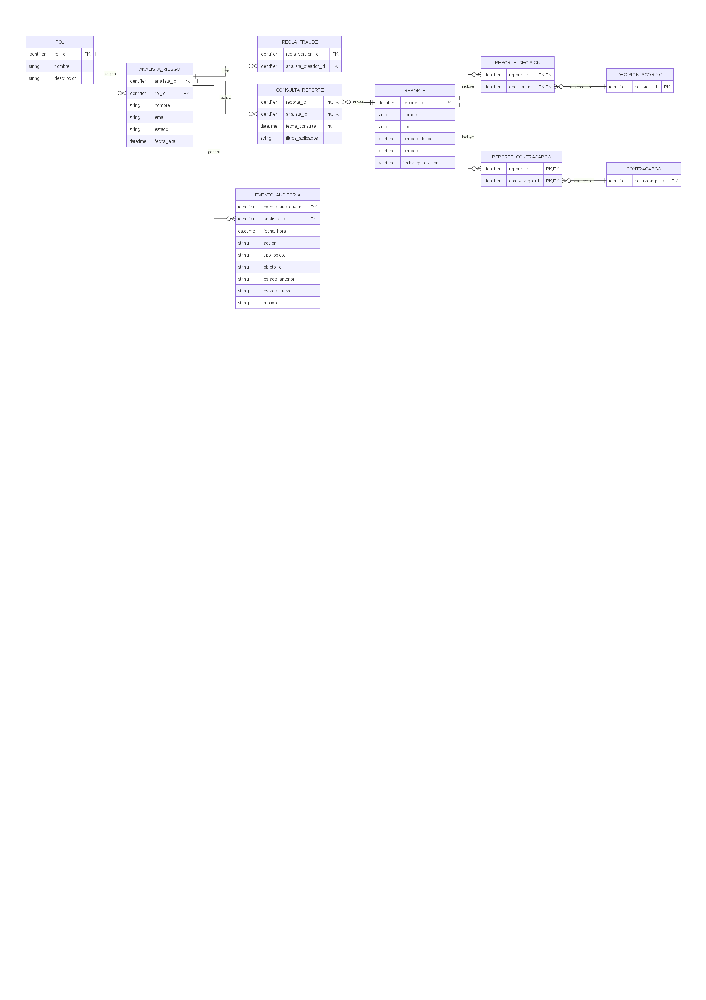 ROL
identifier rol_id PK
string nombre
string descripcion
asigna
ANALISTA_RIESGO
identifier analista_id PK
identifier rol_id FK
string nombre
string email
string estado
datetime fecha_alta
crea
realiza
genera
REGLA_FRAUDE
identifier regla_version_id PK
identifier analista_creador_id FK
CONSULTA_REPORTE
identifier reporte_id PK,FK
identifier analista_id PK,FK
datetime fecha_consulta PK
string filtros_aplicados
recibe
EVENTO_AUDITORIA
identifier evento_auditoria_id PK
identifier analista_id FK
datetime fecha_hora
string accion
string tipo_objeto
string objeto_id
string estado_anterior
string estado_nuevo
string motivo
REPORTE
identifier reporte_id PK
string nombre
string tipo
datetime periodo_desde
datetime periodo_hasta
datetime fecha_generacion
incluye
incluye
REPORTE_DECISION
identifier reporte_id PK,FK
identifier decision_id PK,FK
aparece_en
DECISION_SCORING
identifier decision_id PK
REPORTE_CONTRACARGO
identifier reporte_id PK,FK
identifier contracargo_id PK,FK
aparece_en
CONTRACARGO
identifier contracargo_id PK